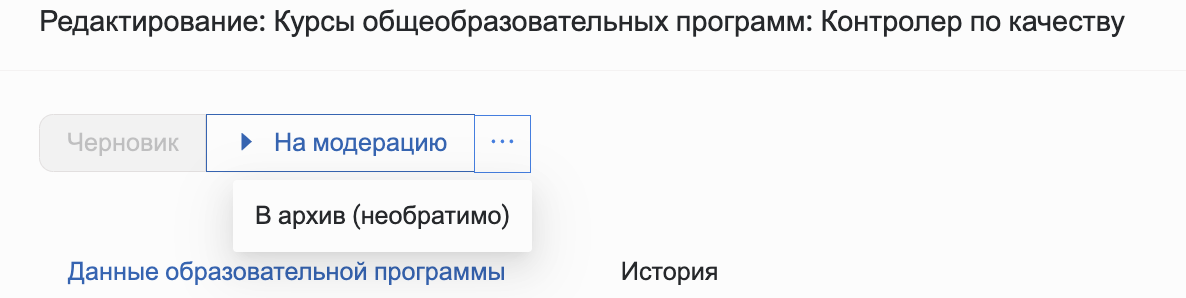 Редактирование: Курсы общеобразовательных программ: Контролер по качеству
Черновик На модерацию ...
В архив (необратимо)
Данные образовательной программы История